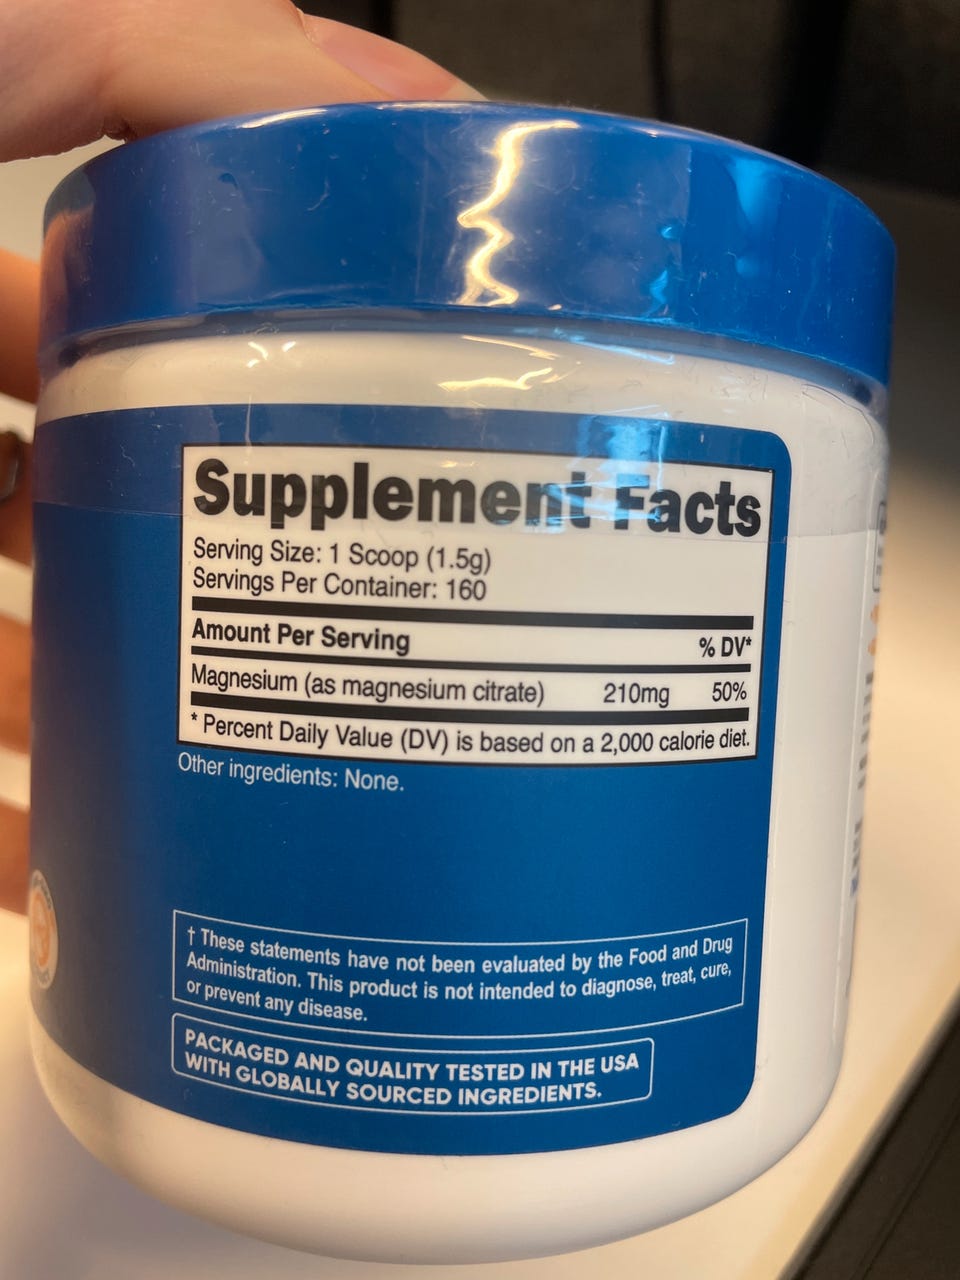 Supplement Facts
Serving Size: 1 Scoop (1.5g)
Servings Per Container: 160
Amount Per Serving % DV*
Magnesium (as magnesium citrate) 210mg 50%
* Percent Daily Value (DV) is based on a 2,000 calorie diet.
Other ingredients: None.
† These statements have not been evaluated by the Food and Drug
Administration. This product is not intended to diagnose, treat, cure,
or prevent any disease.
PACKAGED AND QUALITY TESTED IN THE USA
WITH GLOBALLY SOURCED INGREDIENTS.